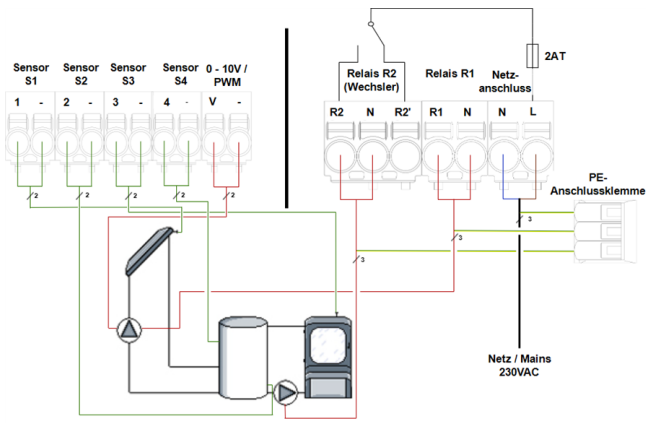 Sensor S1
Sensor S2
Sensor S3
Sensor S4
0 - 10V / PWM
1 -
2 -
3 -
4 -
V -
2
2
2
2
2
2AT
Relais R2 (Wechsler)
Relais R1
Netz-anschluss
R2 N R2'
R1 N
N L
PE-Anschlussklemme
3
3
3
Netz / Mains
230VAC